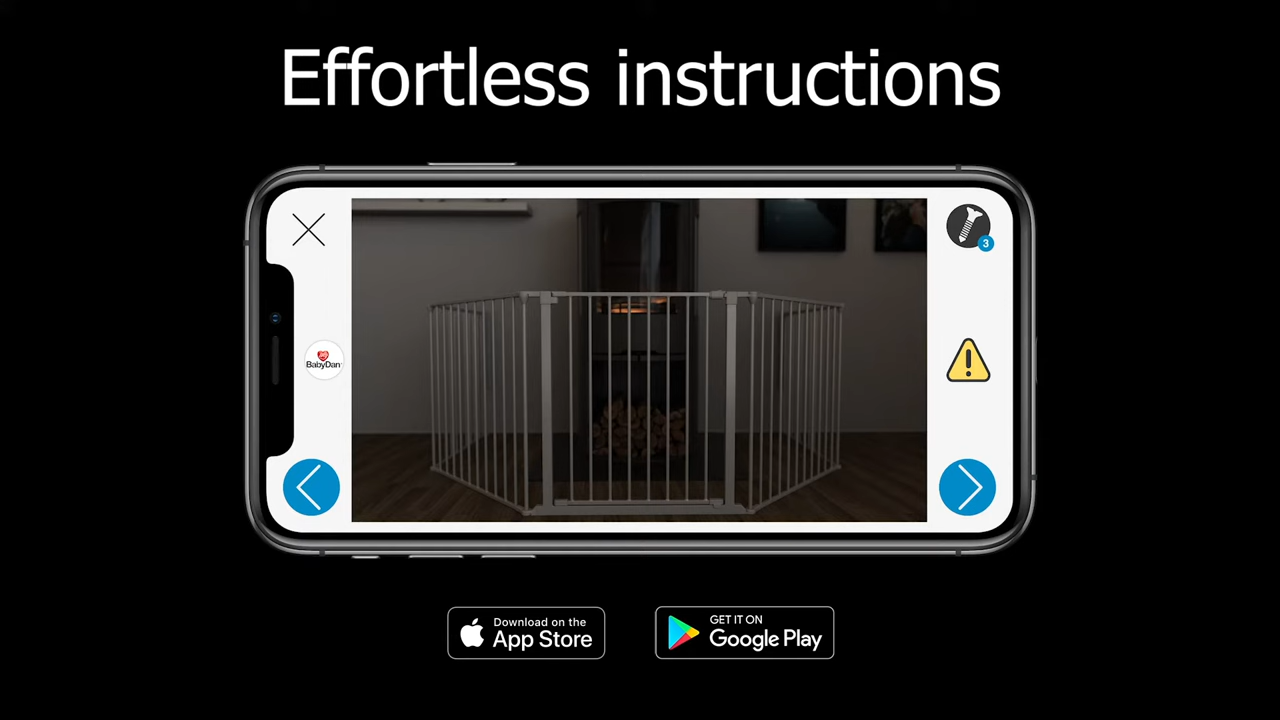 Effortless instructions
3
BabyDan
Download on the
App Store
GET IT ON
Google Play